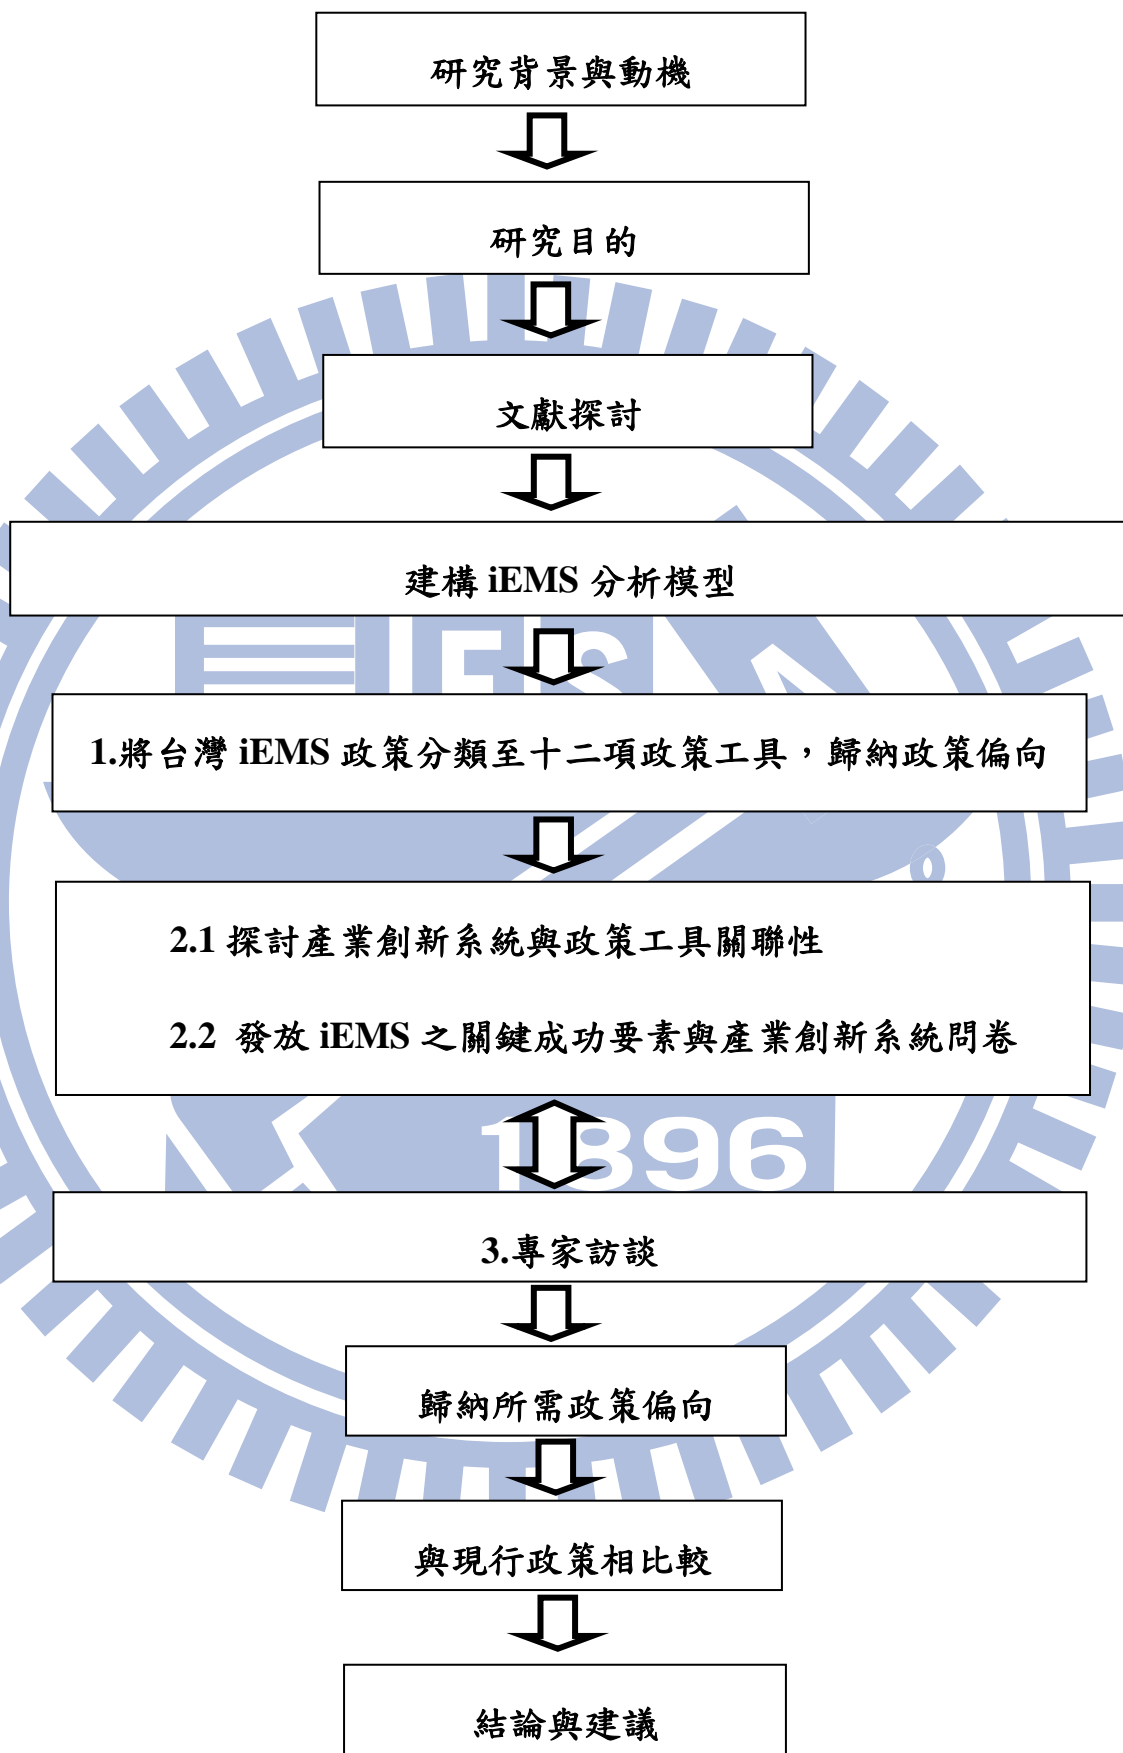 研究背景與動機
研究目的
文獻探討
建構 iEMS 分析模型
1.將台灣 iEMS 政策分類至十二項政策工具，歸納政策偏向
2.1 探討產業創新系統與政策工具關聯性
2.2 發放 iEMS 之關鍵成功要素與產業創新系統問卷
1896
3.專家訪談
歸納所需政策偏向
與現行政策相比較
結論與建議